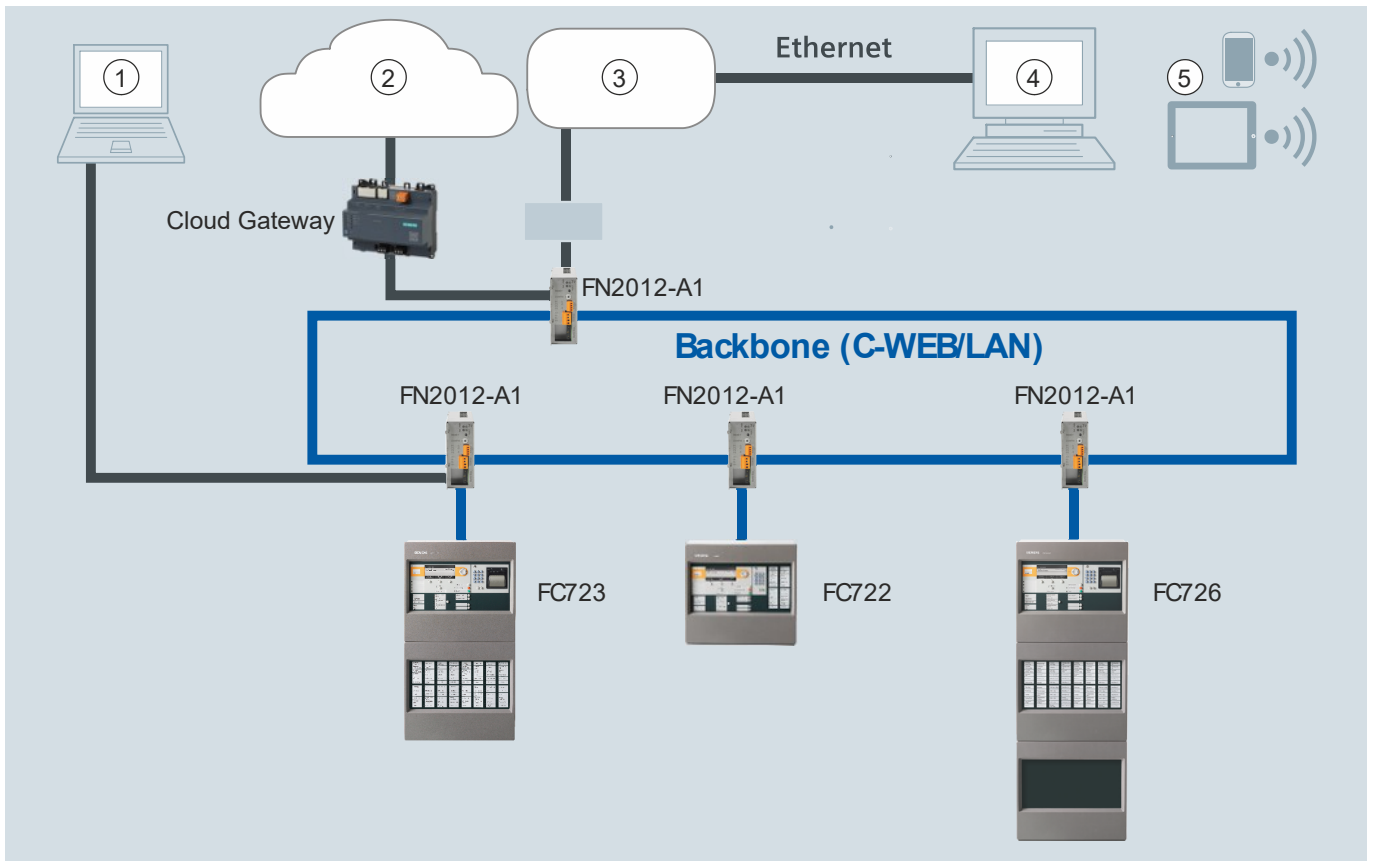 Ethernet
1
2
3
4
5
Cloud Gateway
FN2012-A1
Backbone (C-WEB/LAN)
FN2012-A1
FN2012-A1
FN2012-A1
FC723
FC722
FC726